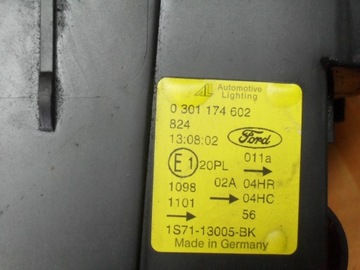 AL Automotive Lighting
0 301 174 602
824
13:08:02 Ford
E1 20PL 011a
1098 02A 04HR
1101 04HC
56
1S71-13005-BK
Made in Germany